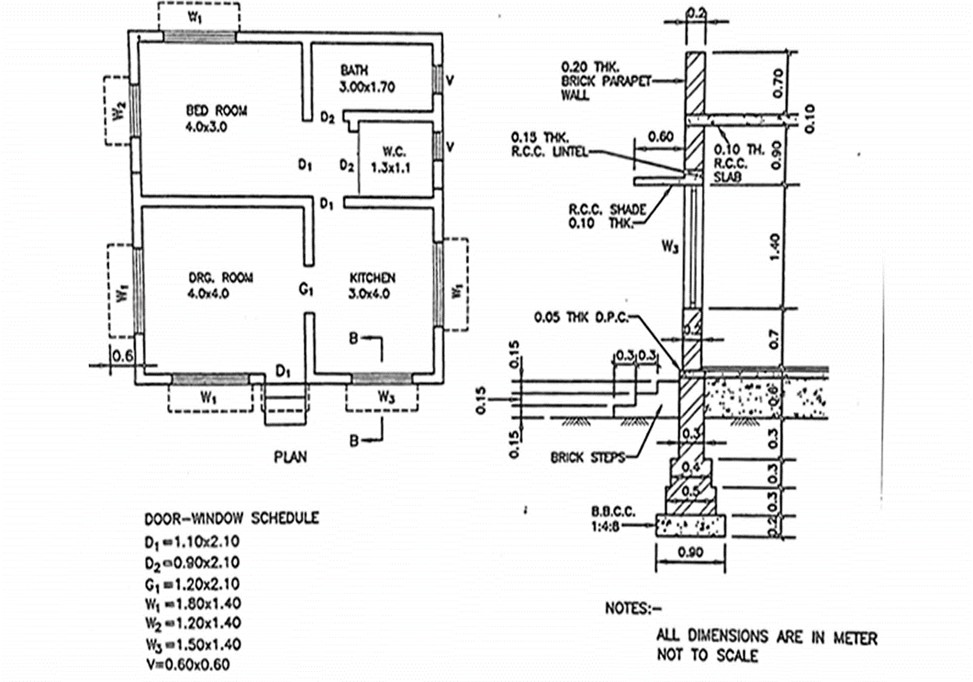 W1
BATH
3.00x1.70
V
W2
BED ROOM
4.0x3.0
D2
W.C.
1.3x1.1
V
D1
D2
D1
DRG. ROOM
4.0x4.0
G1
KITCHEN
3.0x4.0
W1
W1
0.6
B
D1
W1
W3
B
PLAN
DOOR-WINDOW SCHEDULE
D1=1.10x2.10
D2=0.90x2.10
G1=1.20x2.10
W1=1.80x1.40
W2=1.20x1.40
W3=1.50x1.40
V=0.60x0.60
0.2
0.20 THK.
BRICK PARAPET
WALL
0.70
0.10
0.15 THK.
R.C.C. LINTEL
0.60
0.10 TH.
R.C.C.
SLAB
0.90
R.C.C. SHADE
0.10 THK.
W3
1.40
0.05 THK D.P.C.
0.2
0.7
0.15
0.3
0.3
0.15
0.6
0.15
BRICK STEPS
0.3
0.3
0.4
0.3
0.5
0.3
B.B.C.C.
1:4:8
0.2
0.90
NOTES:-
ALL DIMENSIONS ARE IN METER
NOT TO SCALE